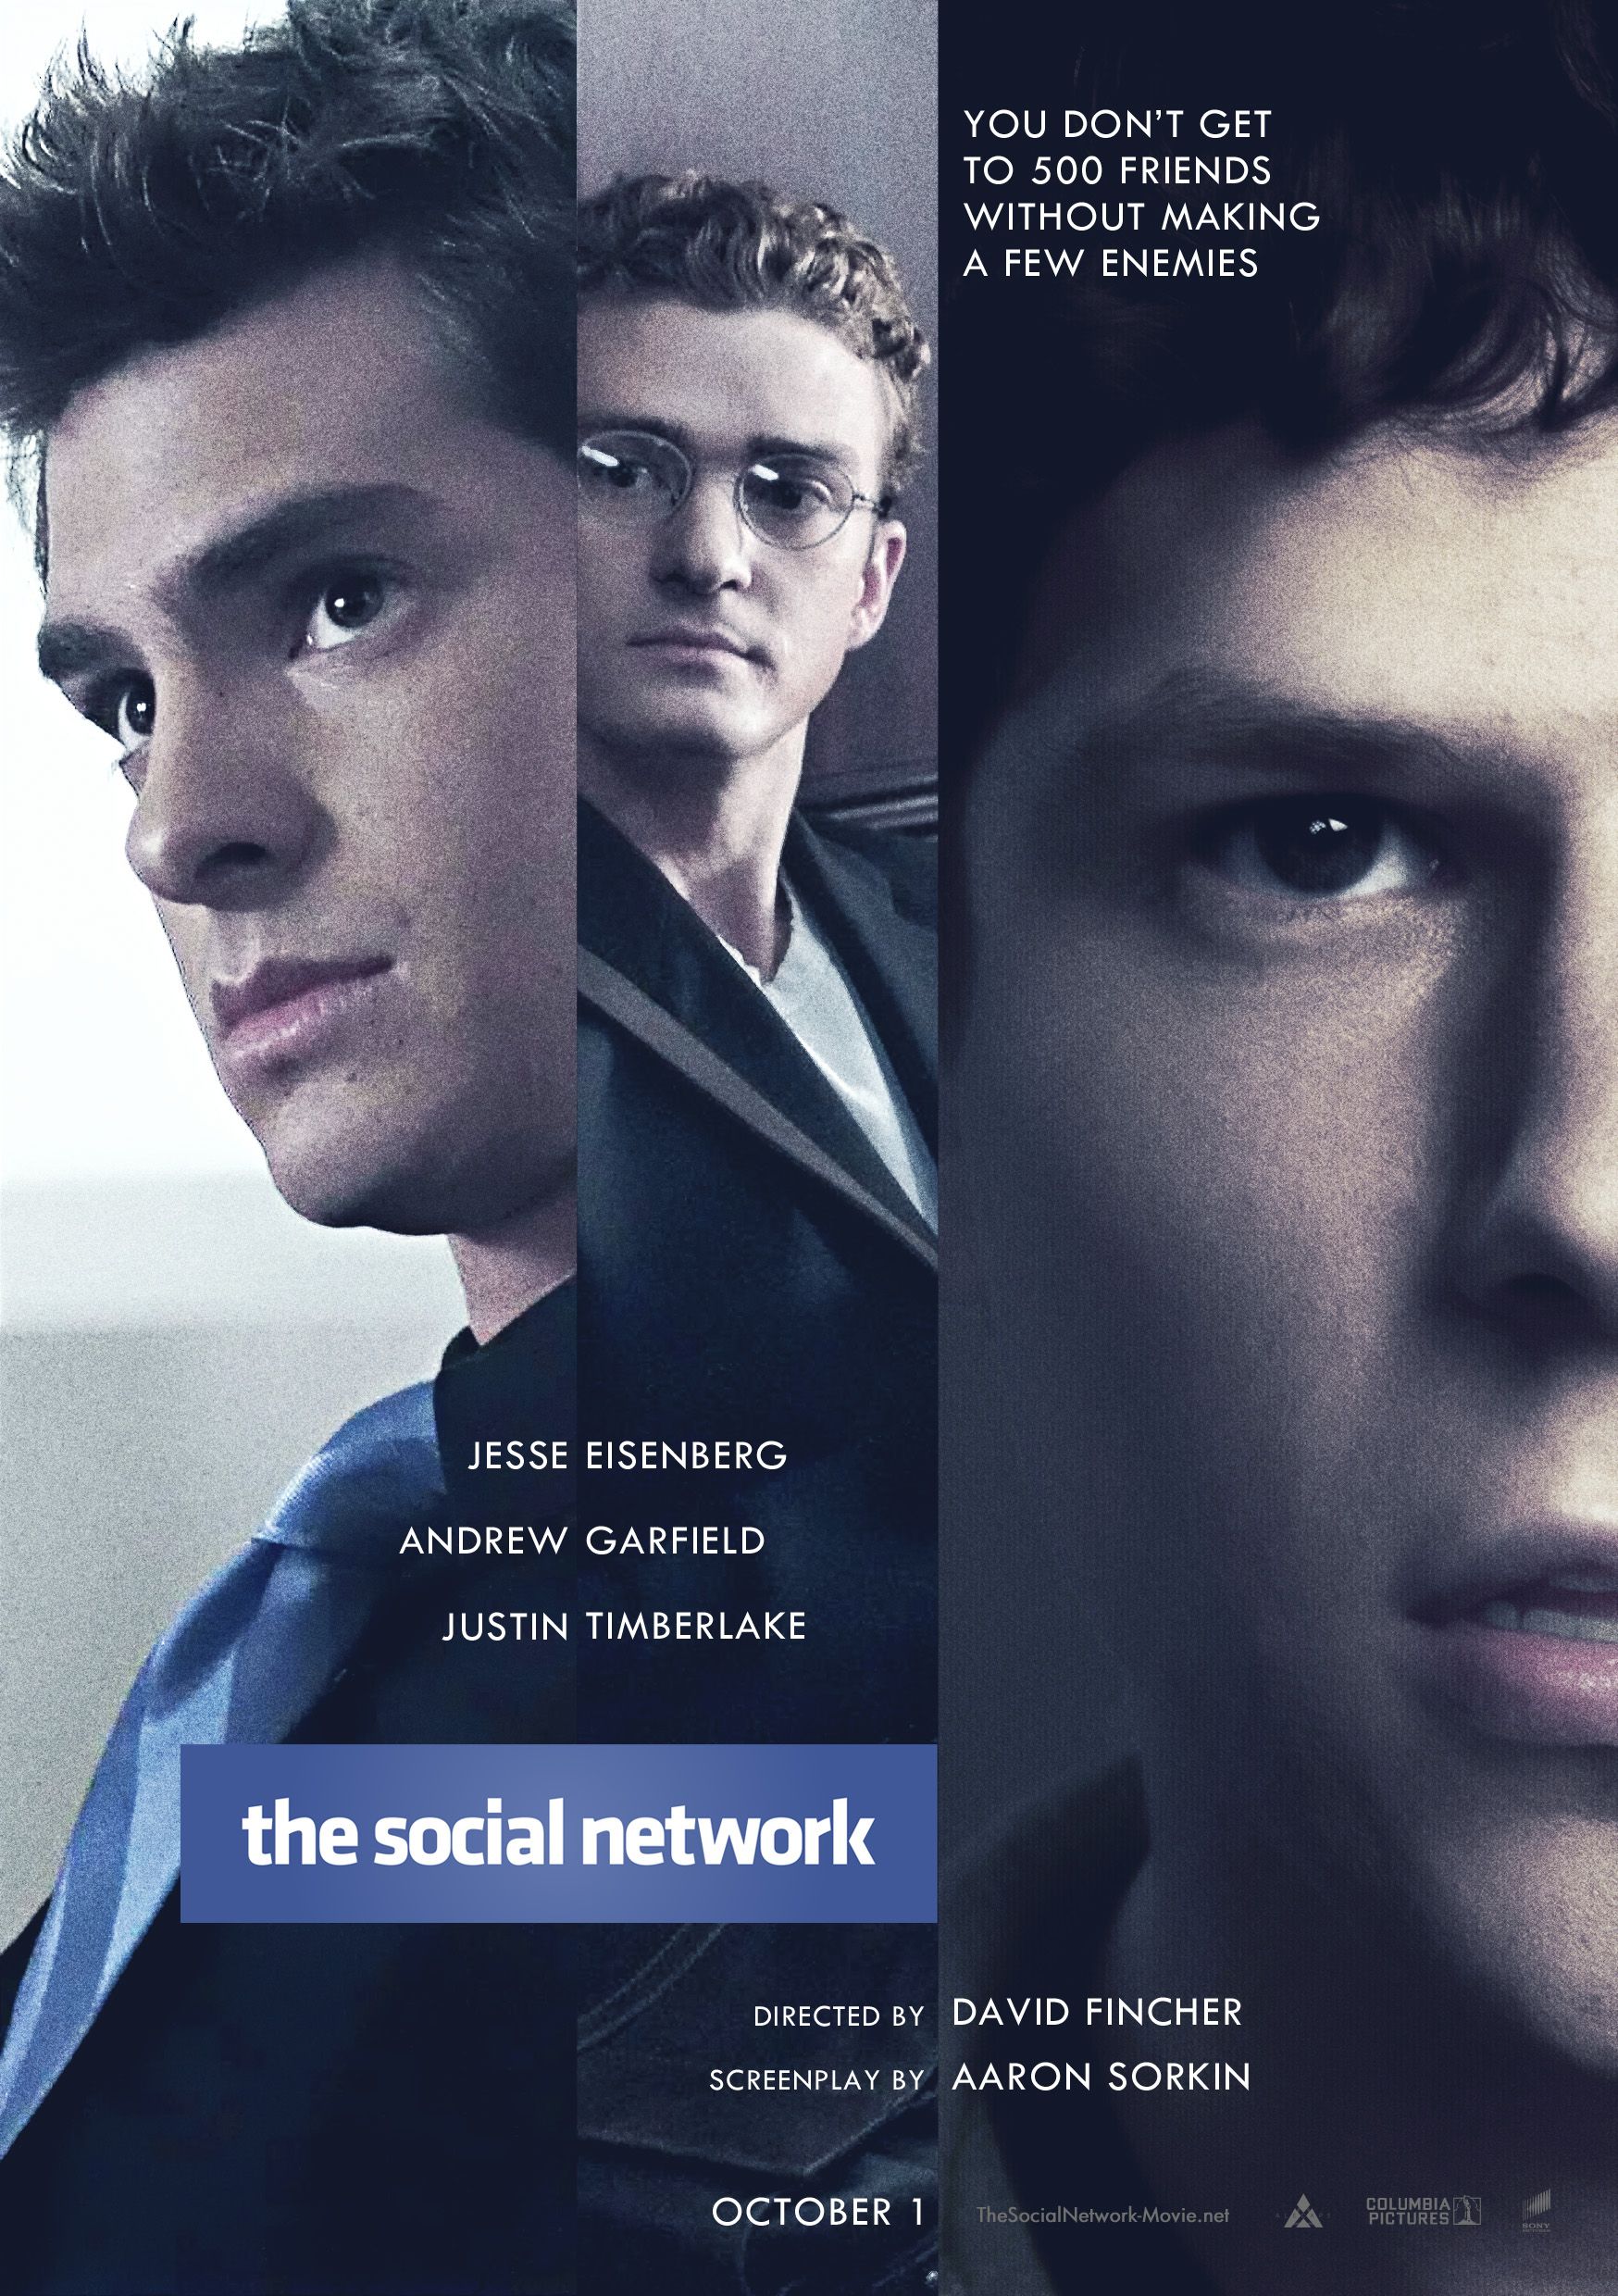 YOU DON'T GET
TO 500 FRIENDS
WITHOUT MAKING
A FEW ENEMIES
JESSE EISENBERG
ANDREW GARFIELD
JUSTIN TIMBERLAKE
the social network
DIRECTED BY DAVID FINCHER
SCREENPLAY BY AARON SORKIN
OCTOBER 1
TheSocialNetwork-Movie.net
COLUMBIA
PICTURES
SONY